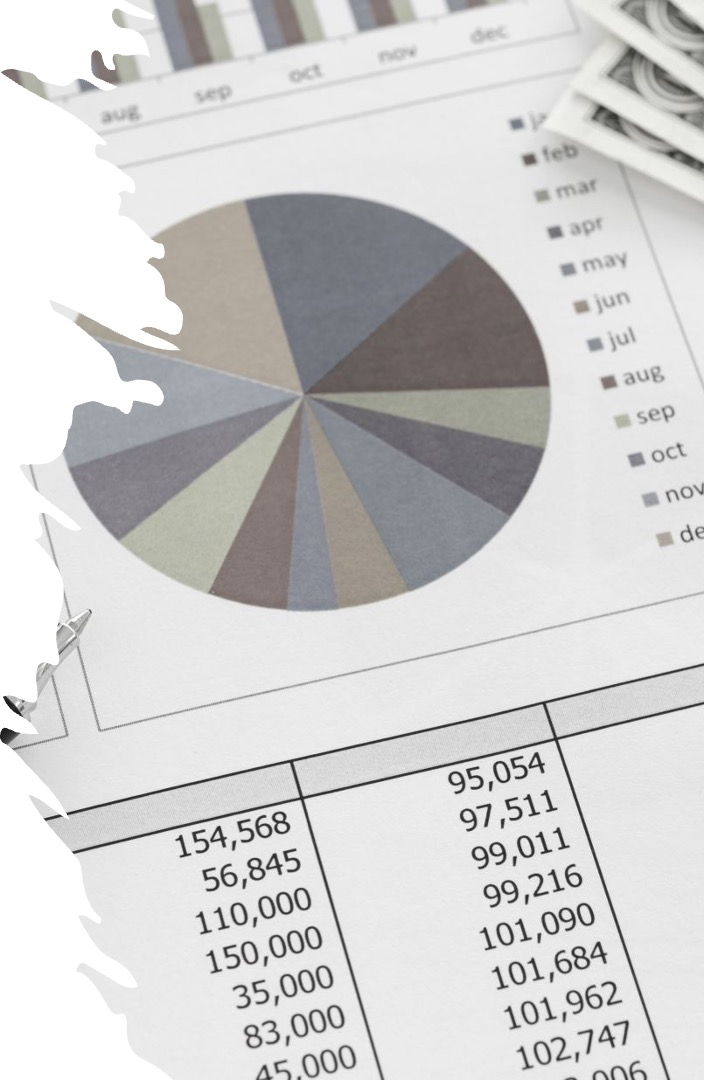 aug sep oct nov dec
feb
mar
apr
may
jun
jul
aug
sep
oct
nov
154,568
56,845
110,000
150,000
35,000
83,000
45,000
95,054
97,511
99,011
99,216
101,090
101,684
101,962
102,747